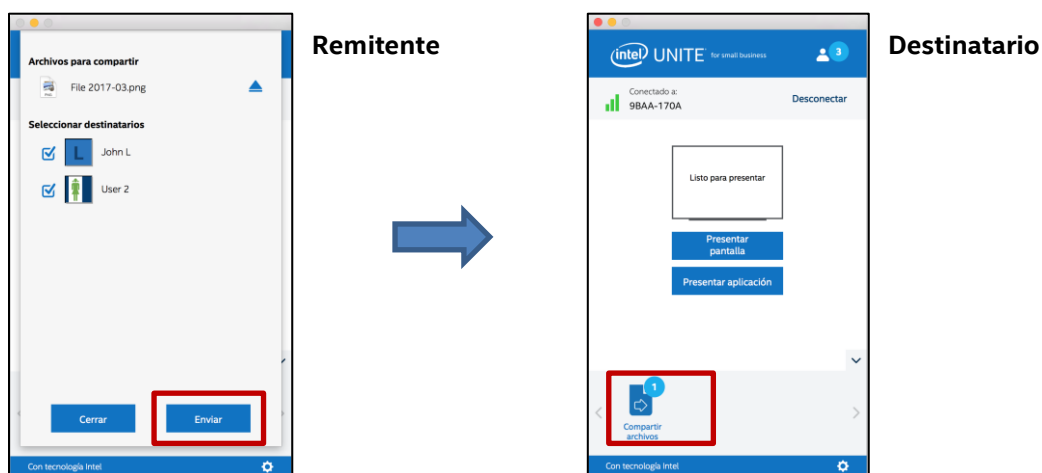 Archivos para compartir
File 2017-03.png
Seleccionar destinatarios
L
John L
User 2
Cerrar
Enviar
Con tecnología Intel
Remitente
intel UNITE for small business
3
Conectado a:
9BAA-170A
Desconectar
Listo para presentar
Presentar
pantalla
Presentar aplicación
1
Compartir
archivos
Con tecnología Intel
Destinatario